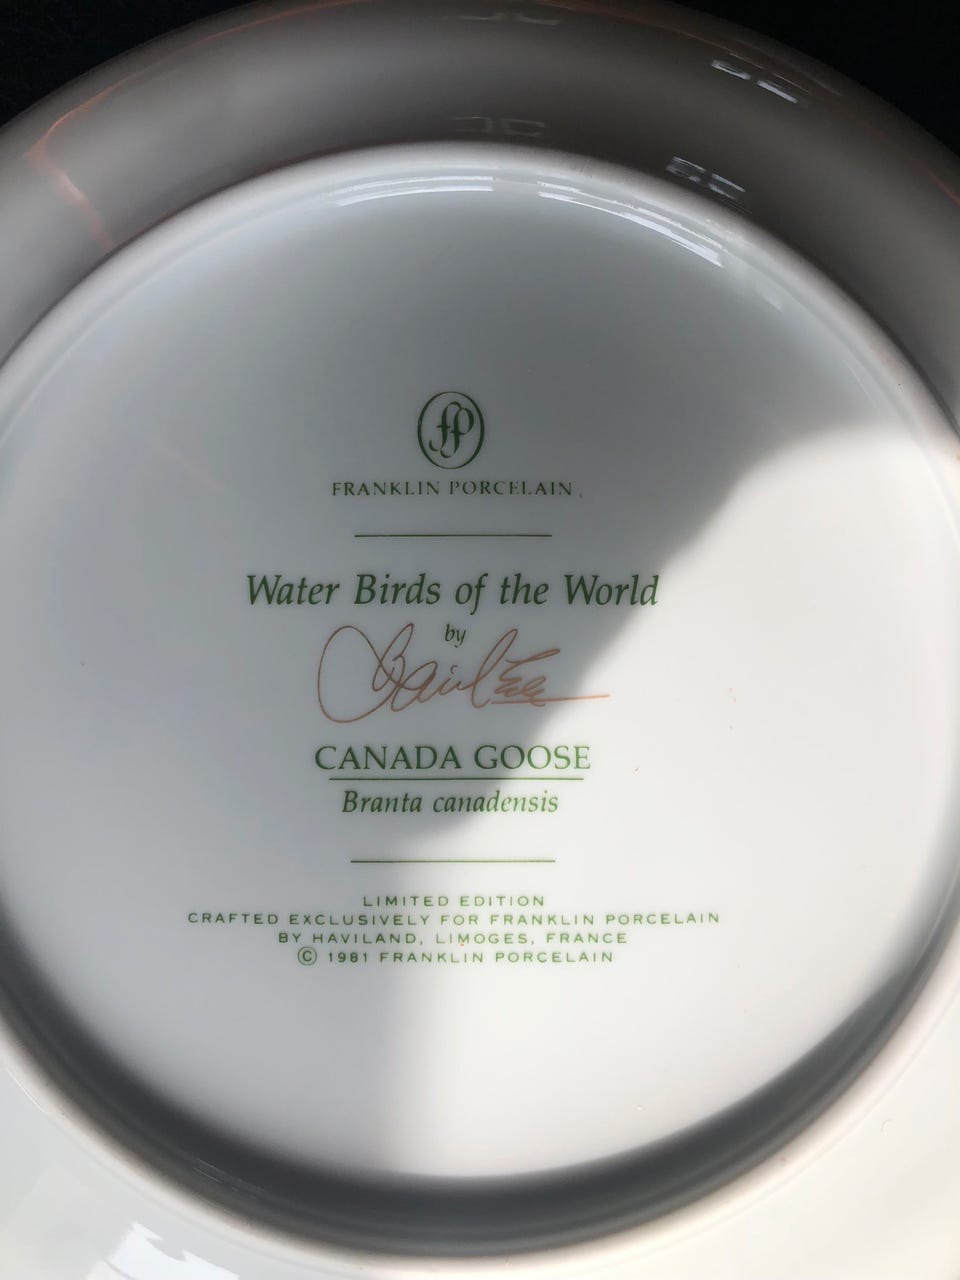 fp
FRANKLIN PORCELAIN
Water Birds of the World
by
CANADA GOOSE
Branta canadensis
LIMITED EDITION
CRAFTED EXCLUSIVELY FOR FRANKLIN PORCELAIN
BY HAVILAND, LIMOGES, FRANCE
© 1981 FRANKLIN PORCELAIN